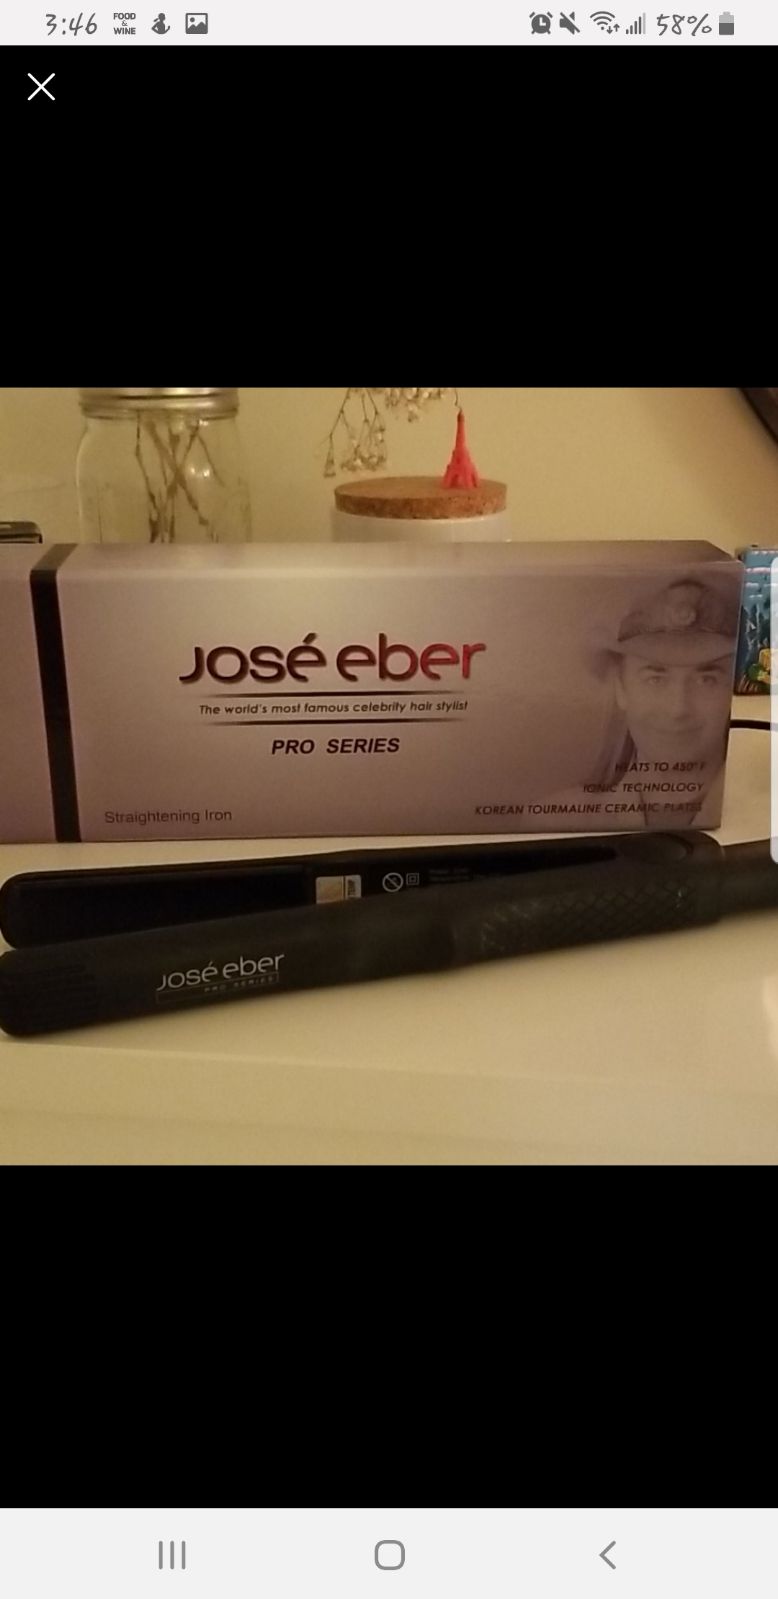 3:46
FOOD
&
WINE
58%
José eber
The world's most famous celebrity hair stylist
PRO SERIES
HEATS TO 450° F
IONIC TECHNOLOGY
KOREAN TOURMALINE CERAMIC PLATES
Straightening Iron
José eber
PRO SERIES